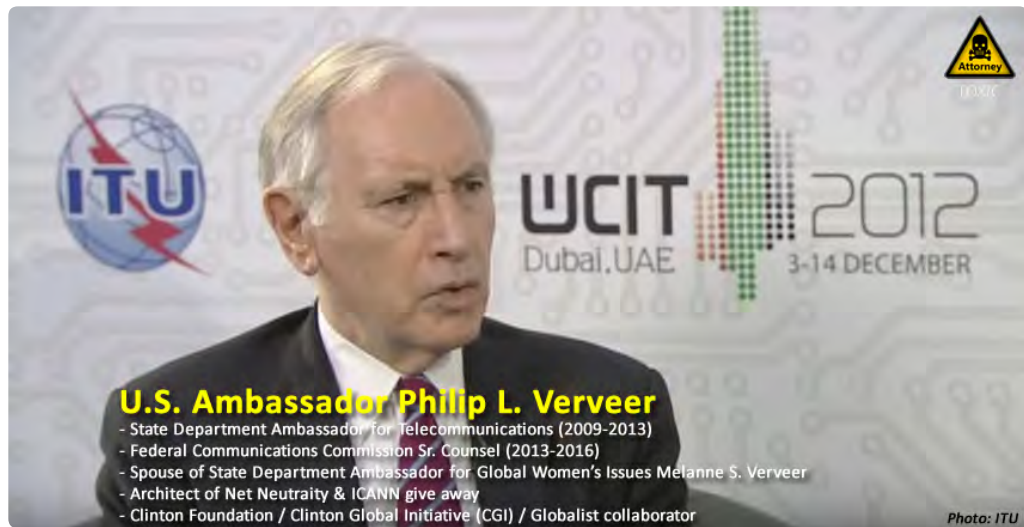 Attorney
TOXIC
ITU
WCIT 2012
Dubai.UAE 3-14 DECEMBER
U.S. Ambassador Philip L. Verveer
- State Department Ambassador for Telecommunications (2009-2013)
- Federal Communications Commission Sr. Counsel (2013-2016)
- Spouse of State Department Ambassador for Global Women's Issues Melanne S. Verveer
- Architect of Net Neutraity & ICANN give away
- Clinton Foundation / Clinton Global Initiative (CGI) / Globalist collaborator
Photo: ITU